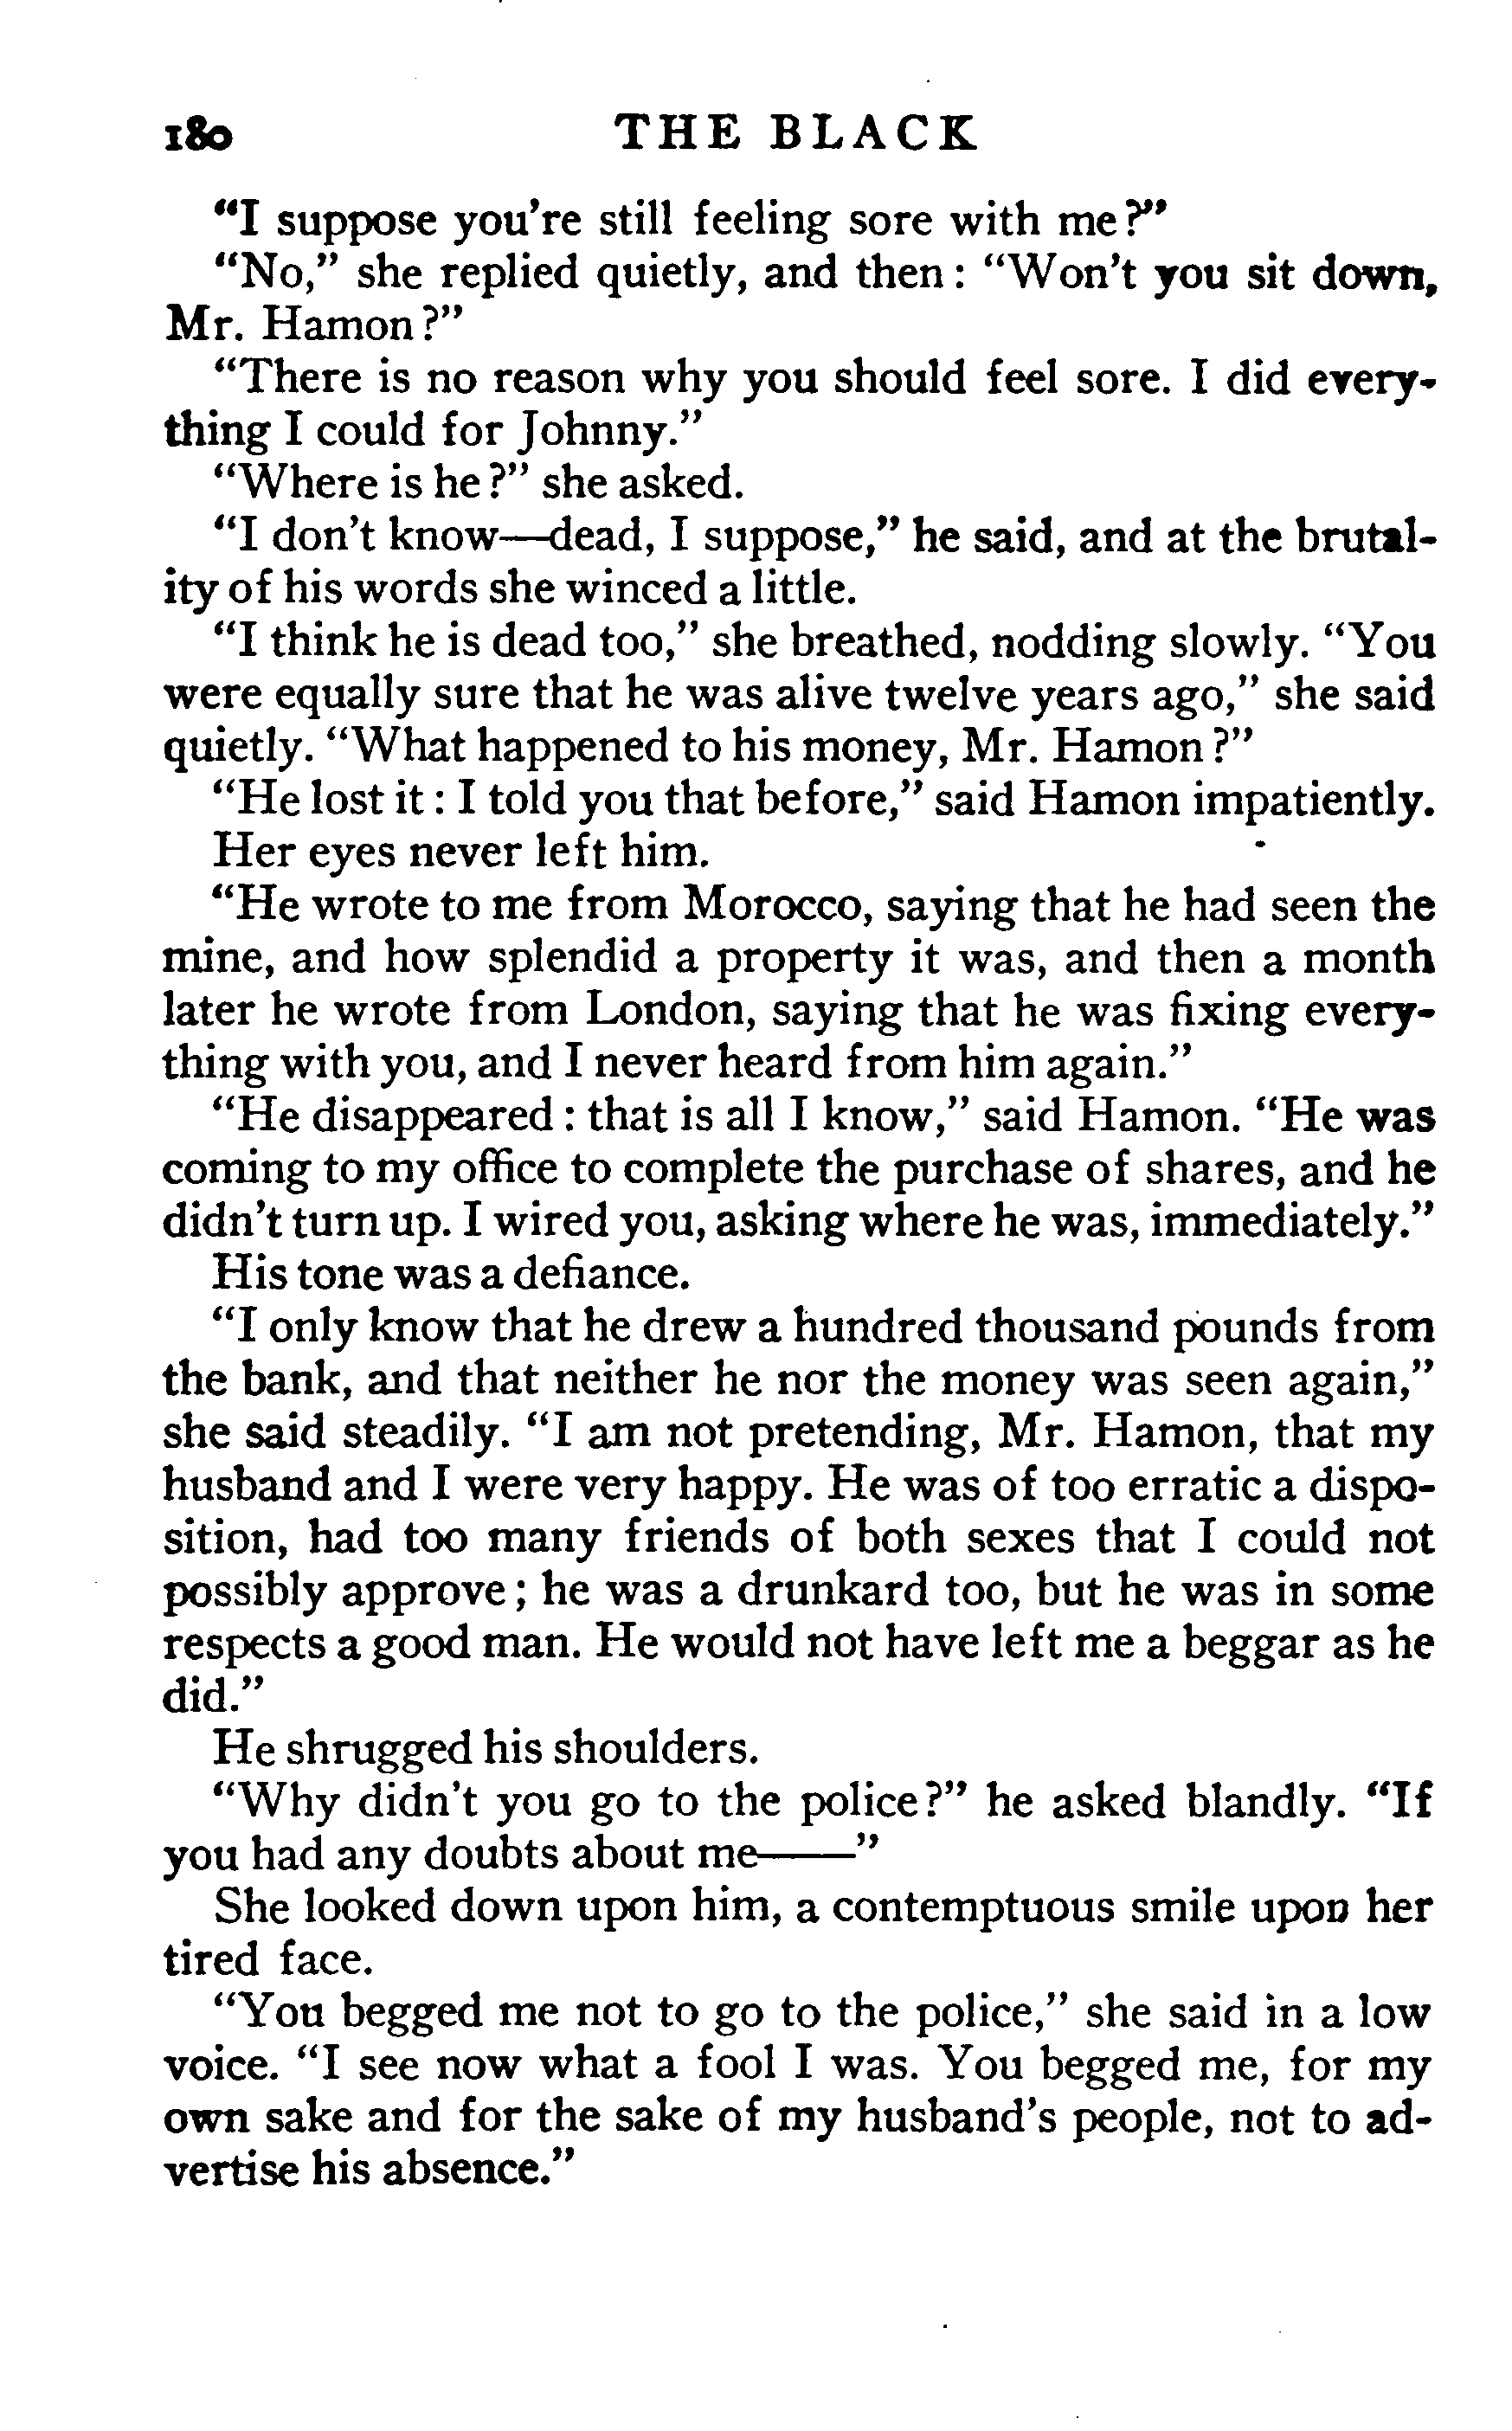 180 THE BLACK
"I suppose you're still feeling sore with me?"
"No," she replied quietly, and then: "Won't you sit down,
Mr. Hamon?"
"There is no reason why you should feel sore. I did every-
thing I could for Johnny."
"Where is he?" she asked.
"I don't know—dead, I suppose," he said, and at the brutal-
ity of his words she winced a little.
"I think he is dead too," she breathed, nodding slowly. "You
were equally sure that he was alive twelve years ago," she said
quietly. "What happened to his money, Mr. Hamon?"
"He lost it: I told you that before," said Hamon impatiently.
Her eyes never left him.
"He wrote to me from Morocco, saying that he had seen the
mine, and how splendid a property it was, and then a month
later he wrote from London, saying that he was fixing every-
thing with you, and I never heard from him again."
"He disappeared: that is all I know," said Hamon. "He was
coming to my office to complete the purchase of shares, and he
didn't turn up. I wired you, asking where he was, immediately."
His tone was a defiance.
"I only know that he drew a hundred thousand pounds from
the bank, and that neither he nor the money was seen again,"
she said steadily. "I am not pretending, Mr. Hamon, that my
husband and I were very happy. He was of too erratic a dispo-
sition, had too many friends of both sexes that I could not
possibly approve; he was a drunkard too, but he was in some
respects a good man. He would not have left me a beggar as he
did."
He shrugged his shoulders.
"Why didn't you go to the police?" he asked blandly. "If
you had any doubts about me——"
She looked down upon him, a contemptuous smile upon her
tired face.
"You begged me not to go to the police," she said in a low
voice. "I see now what a fool I was. You begged me, for my
own sake and for the sake of my husband's people, not to ad-
vertise his absence."